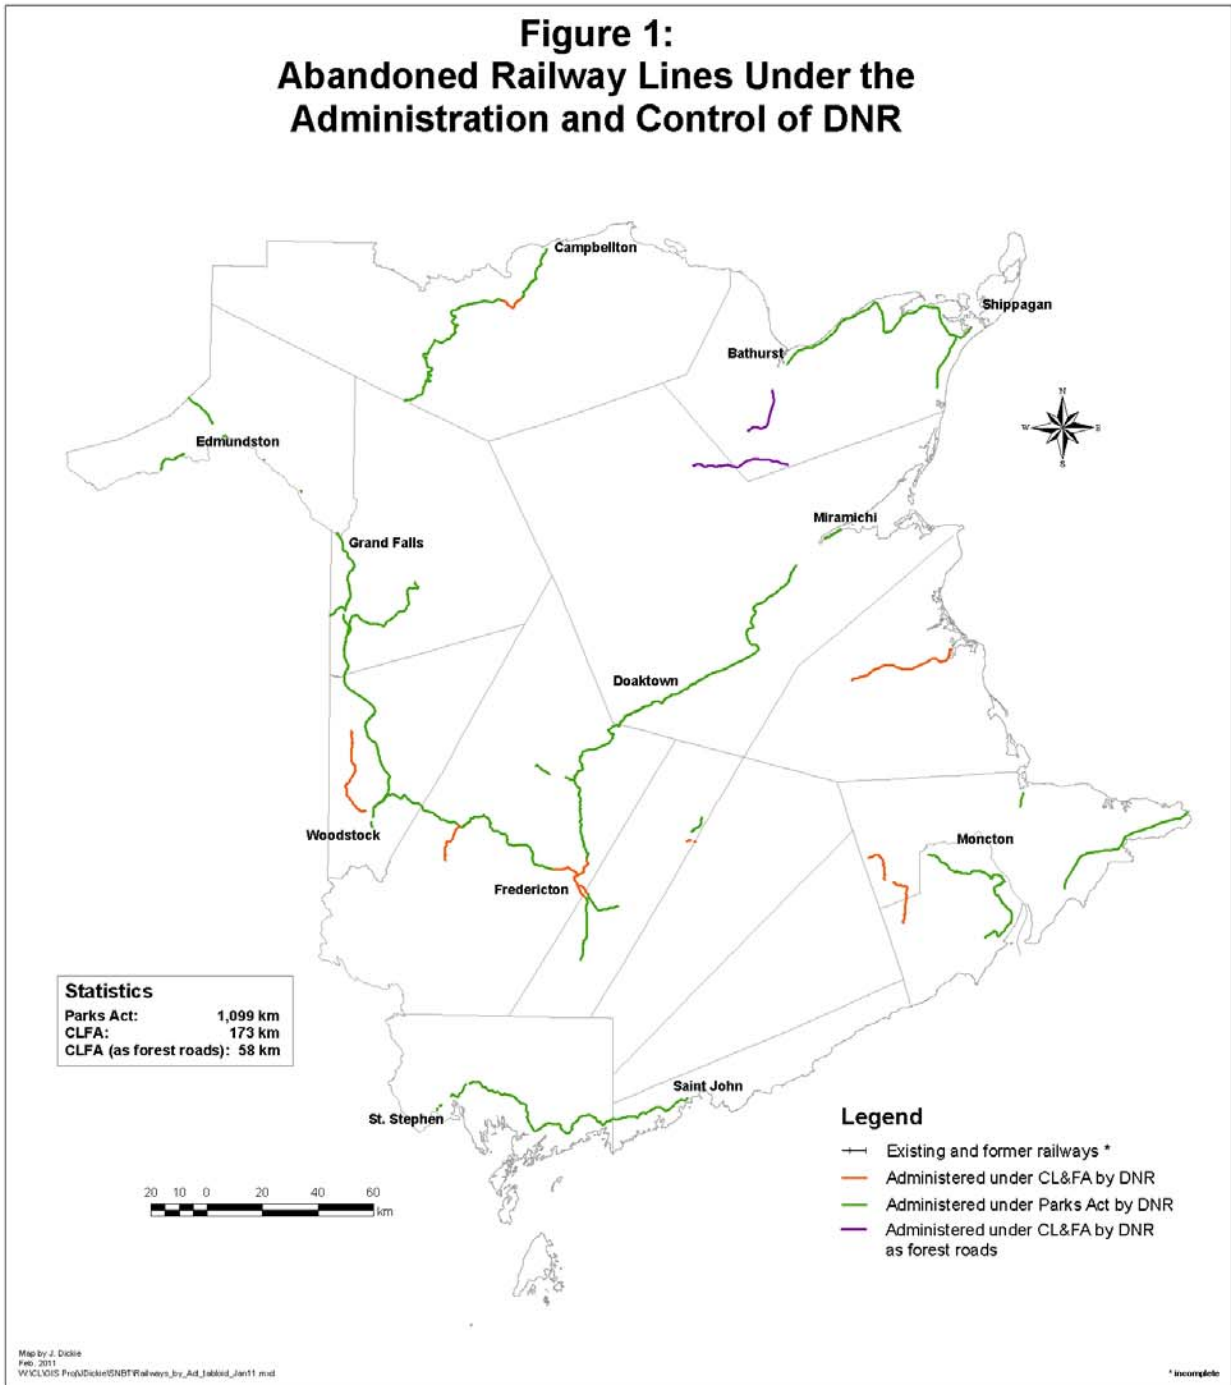 Figure 1:
Abandoned Railway Lines Under the
Administration and Control of DNR
Campbellton
Shippagan
Bathurst
N
W E
S
Edmundston
Miramichi
Grand Falls
Doaktown
Woodstock
Moncton
Fredericton
Statistics
Parks Act: 1,099 km
CLFA: 173 km
CLFA (as forest roads): 58 km
Saint John
St. Stephen
Legend
Existing and former railways *
Administered under CL&FA by DNR
Administered under Parks Act by DNR
Administered under CL&FA by DNR
as forest roads
20 10 0 20 40 60
km
Map by J. Dickie
Feb. 2011
* incomplete